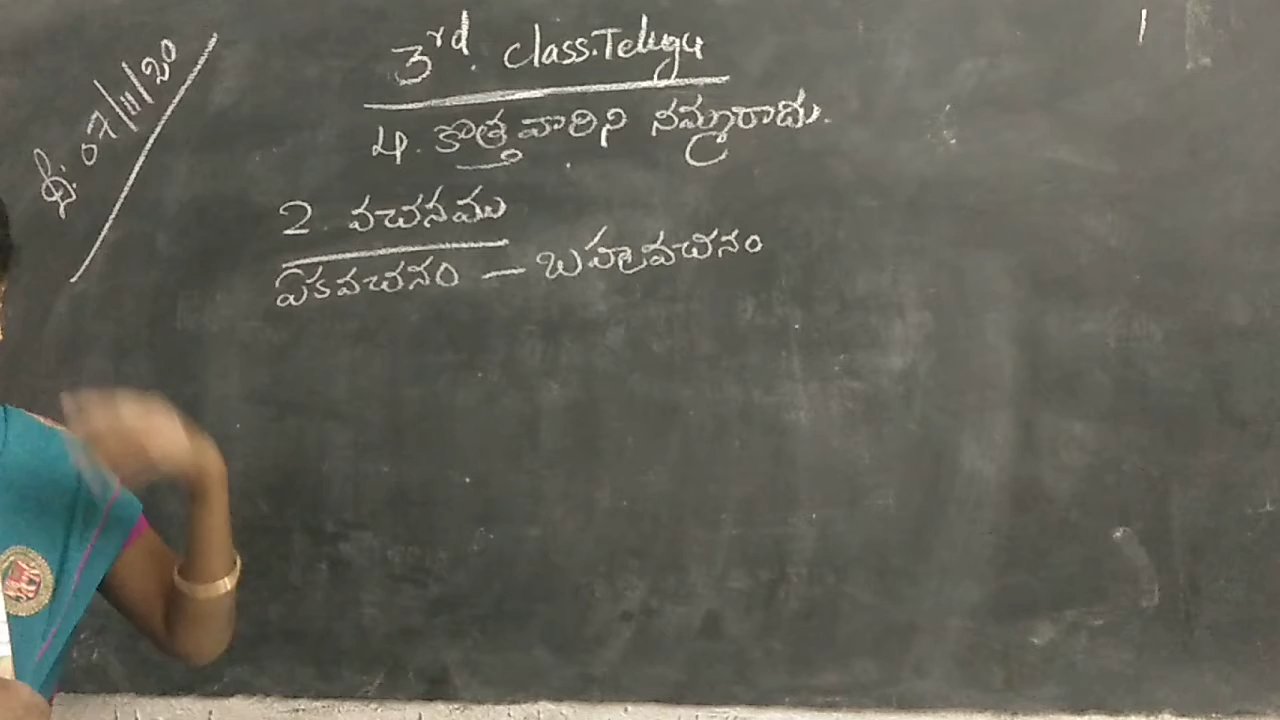 ది: 07/11/20
3rd. class.Telugu
4. కొత్తవారిని నమ్మరాదు.
2. వచనము
ఏకవచనం - బహువచనం